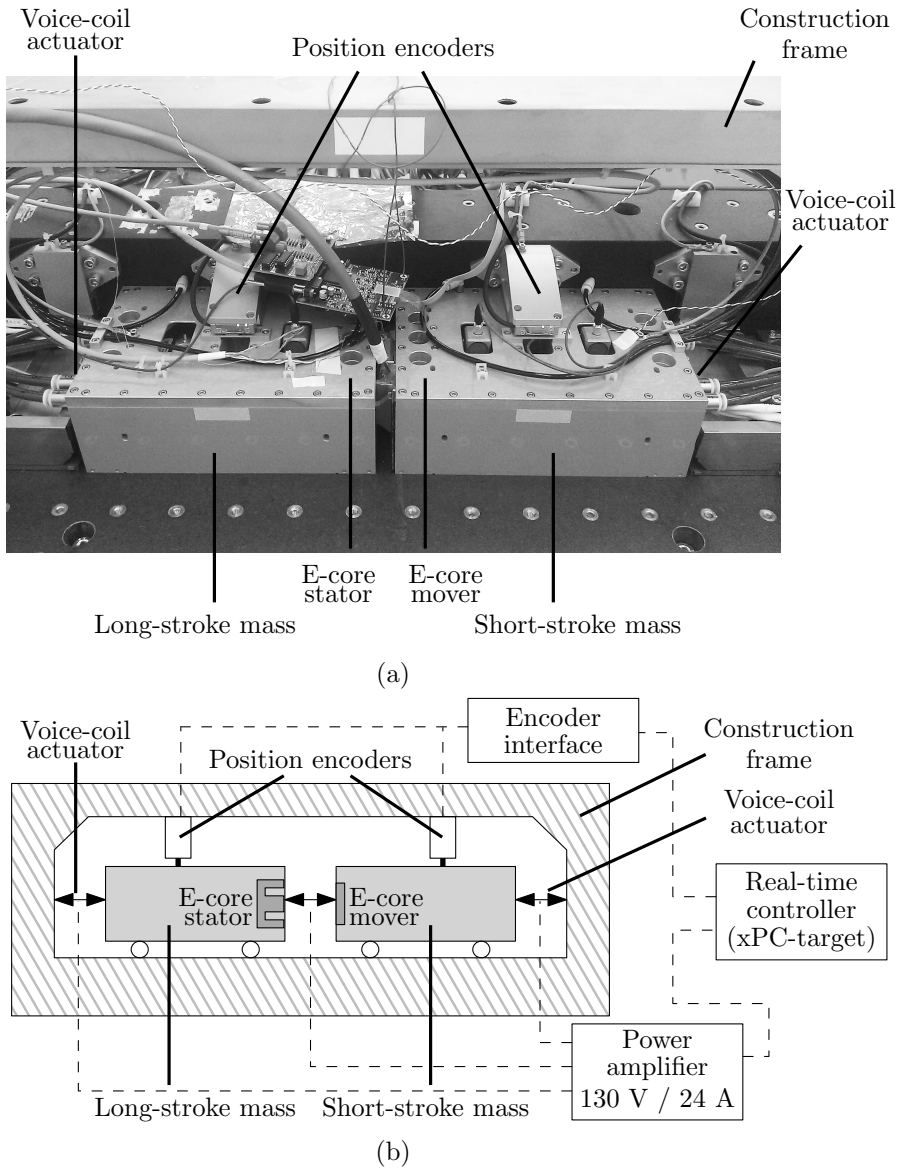 Voice-coil
actuator
Position encoders
Construction
frame
Voice-coil
actuator
E-core
stator
E-core
mover
Long-stroke mass
Short-stroke mass
(a)
Voice-coil
actuator
Position encoders
Encoder
interface
Construction
frame
Voice-coil
actuator
E-core
stator
E-core
mover
Real-time
controller
(xPC-target)
Power
amplifier
130 V / 24 A
Long-stroke mass
Short-stroke mass
(b)